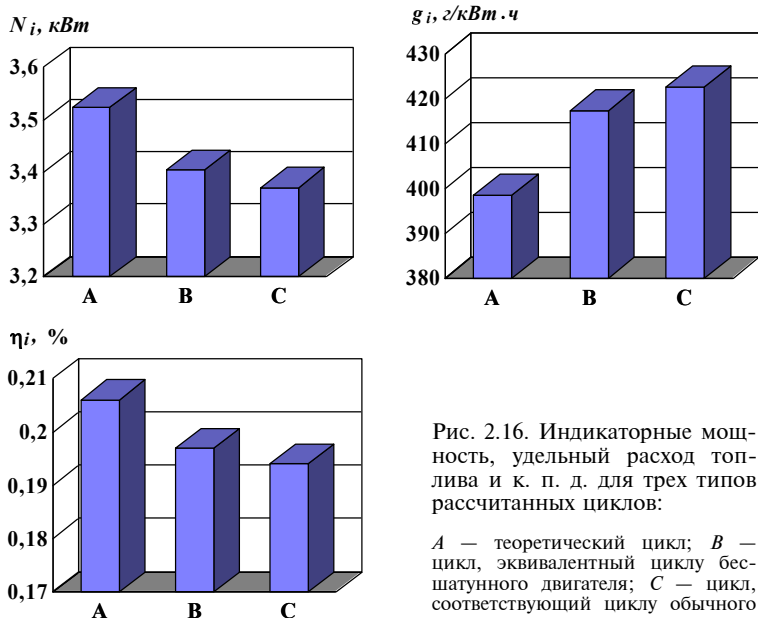 N i, кВт
3,6
3,5
3,4
3,3
3,2
A B C
g i, г/кВт.ч
430
420
410
400
390
380
A B C
ηi, %
0,21
0,2
0,19
0,18
0,17
A B C
Рис. 2.16. Индикаторные мощ-
ность, удельный расход топ-
лива и к. п. д. для трех типов
рассчитанных циклов:
A — теоретический цикл; B —
цикл, эквивалентный циклу бес-
шатунного двигателя; C — цикл,
соответствующий циклу обычного